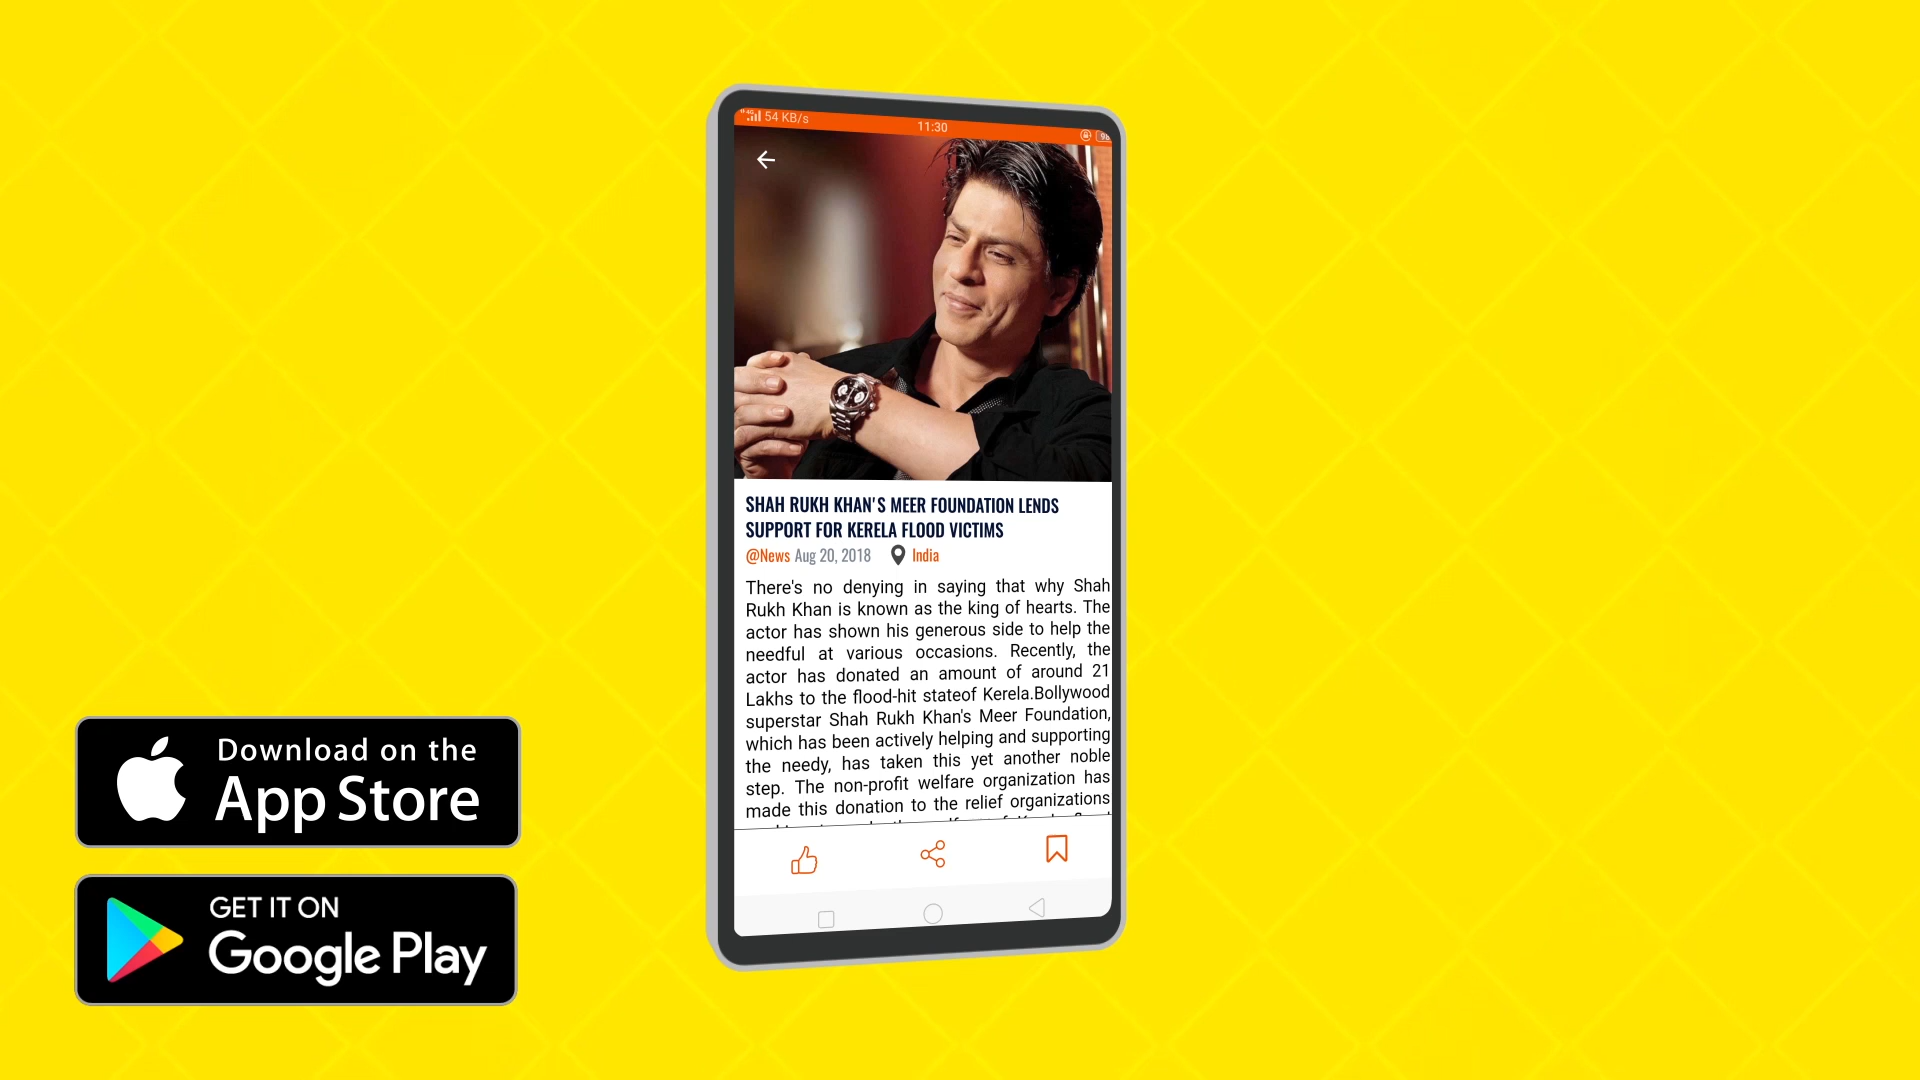 54 KB/s
11:30
SHAH RUKH KHAN'S MEER FOUNDATION LENDS
SUPPORT FOR KERELA FLOOD VICTIMS
@News Aug 20, 2018 India
There's no denying in saying that why Shah
Rukh Khan is known as the king of hearts. The
actor has shown his generous side to help the
needful at various occasions. Recently, the
actor has donated an amount of around 21
Lakhs to the flood-hit stateof Kerela.Bollywood
superstar Shah Rukh Khan's Meer Foundation,
which has been actively helping and supporting
the needy, has taken this yet another noble
step. The non-profit welfare organization has
made this donation to the relief organizations
Download on the
App Store
GET IT ON
Google Play